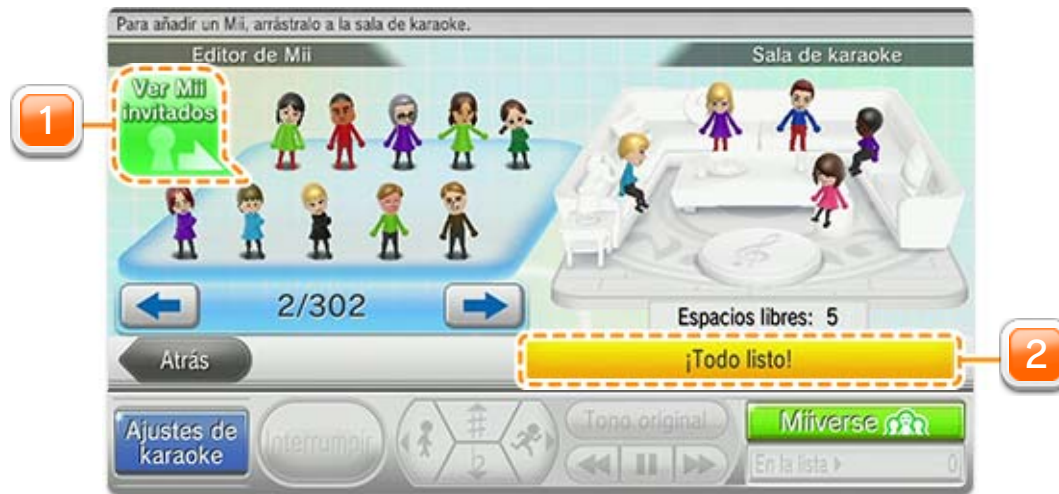 Para añadir un Mii, arrástralo a la sala de karaoke.
Editor de Mii
Sala de karaoke
1
Ver Mii
invitados
2/302
Espacios libres: 5
Atrás
¡Todo listo!
2
Ajustes de
karaoke
Interrumpir
#
♭
Tono original
Miiverse
En la lista
0